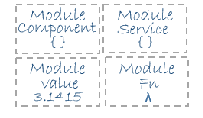 Module
Component
{ }
Module
Service
{ }
Module
value
3.1415
Module
Fn
λ